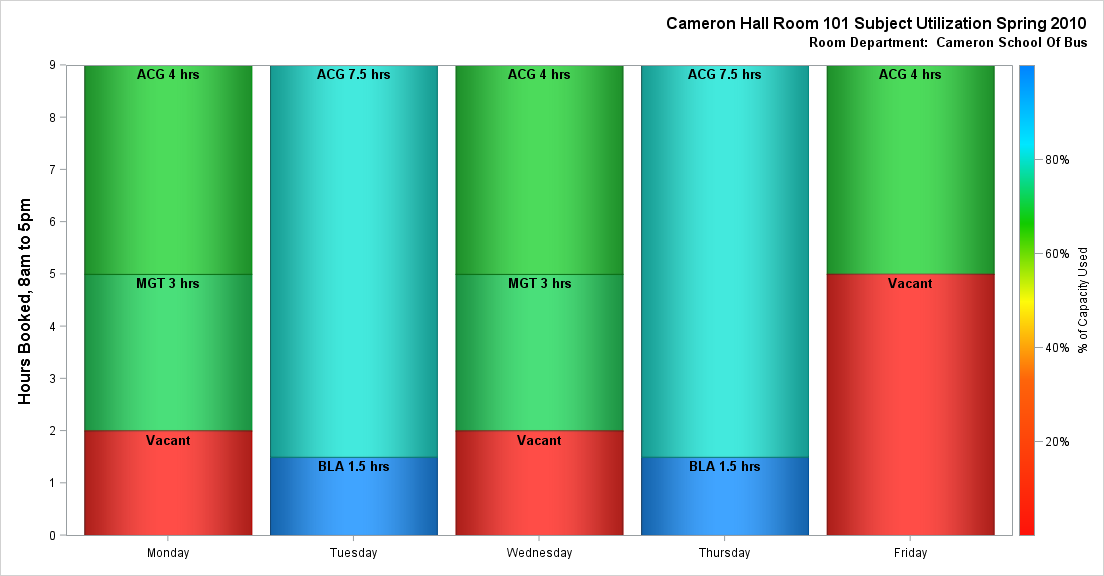 Cameron Hall Room 101 Subject Utilization Spring 2010
Room Department:  Cameron School Of Bus
Hours Booked, 8am to 5pm
9
8
7
6
5
4
3
2
1
0
ACG 4 hrs
MGT 3 hrs
Vacant
ACG 7.5 hrs
BLA 1.5 hrs
ACG 4 hrs
MGT 3 hrs
Vacant
ACG 7.5 hrs
BLA 1.5 hrs
ACG 4 hrs
Vacant
Monday
Tuesday
Wednesday
Thursday
Friday
80%
60%
40%
20%
% of Capacity Used